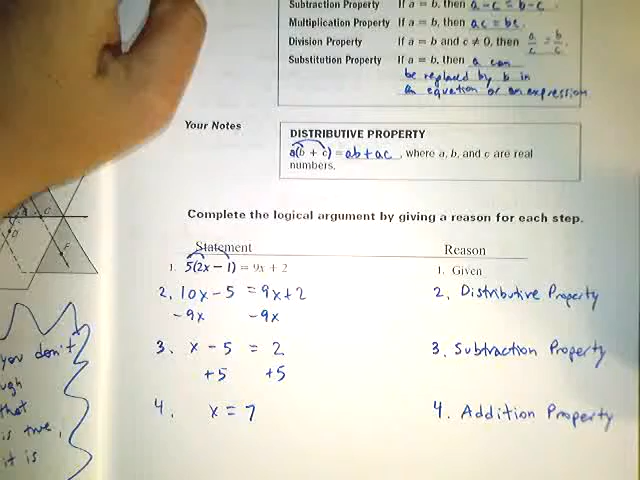 Subtraction Property If a = b, then a - c = b - c
Multiplication Property If a = b, then ac = bc
Division Property If a = b and c ≠ 0, then a/c = b/c.
Substitution Property If a = b, then a can
be replaced by b in
an equation or an expression
Your Notes
DISTRIBUTIVE PROPERTY
a(b + c) = ab + ac, where a, b, and c are real
numbers.
Complete the logical argument by giving a reason for each step.
Statement Reason
1. 5(2x − 1) = 9x + 2 1. Given
2. 10x - 5 = 9x + 2 2. Distributive Property
-9x -9x
3. x - 5 = 2 3. Subtraction Property
+5 +5
4. x = 7 4. Addition Property
you don't
that
is true,
it is
C
D
F